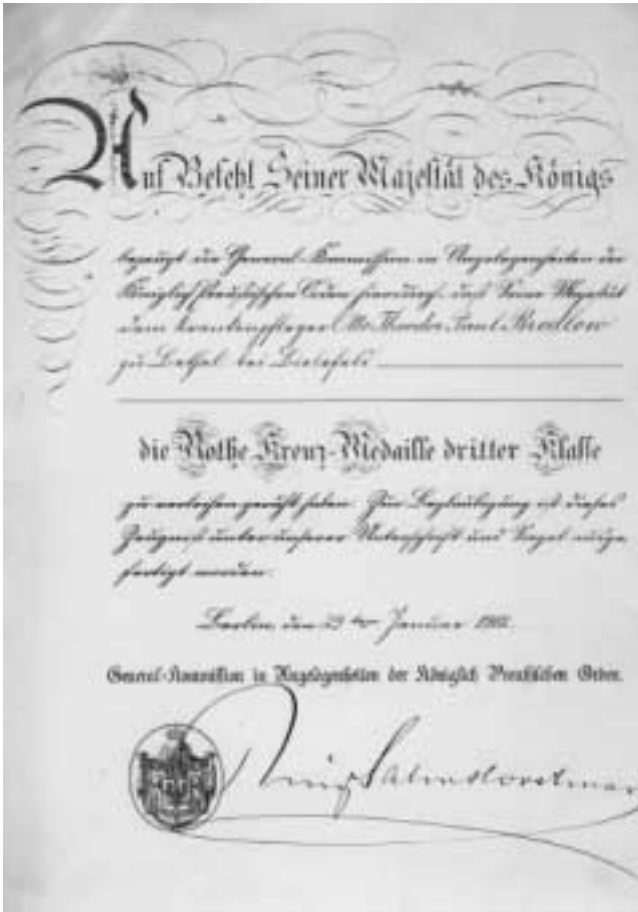 Auf Befehl Seiner Majestät des Königs
bezeugt die General-Kommission in Angelegenheiten der
Königlich Preußischen Orden hierdurch, daß Seine Majestät
dem Krankenpfleger Theodor Paul Bredlow
zu Bethel bei Bielefeld
die Rothe Kreuz-Medaille dritter Klasse
zu verleihen geruht haben. Zur Beglaubigung ist dieses
Zeugniß unter unserer Unterschrift und Siegel ausge-
fertigt worden.
Berlin, den Januar
General-Kommission in Angelegenheiten der Königlich Preußischen Orden.